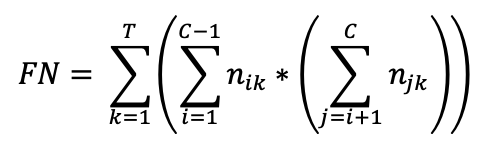 FN = \sum_{k=1}^{T} \left( \sum_{i=1}^{C-1} n_{ik} * \left( \sum_{j=i+1}^{C} n_{jk} \right) \right)